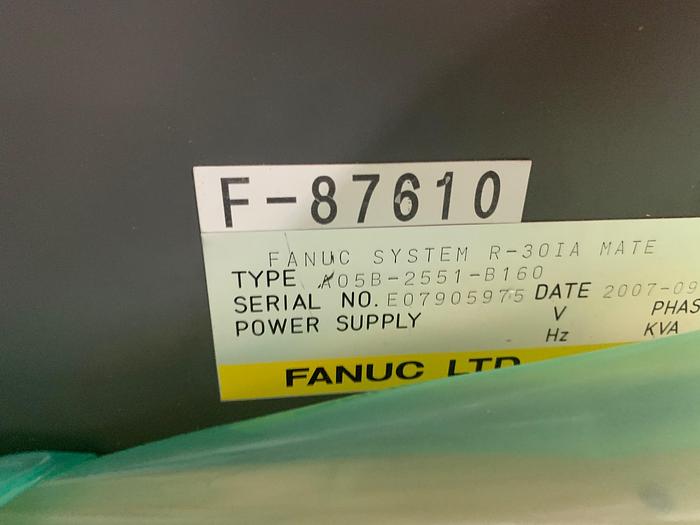 F-87610
FANUC SYSTEM R-30IA MATE
TYPE A05B-2551-B160
SERIAL NO. E07905975 DATE 2007-09
POWER SUPPLY V PHAS
Hz KVA
FANUC LTD